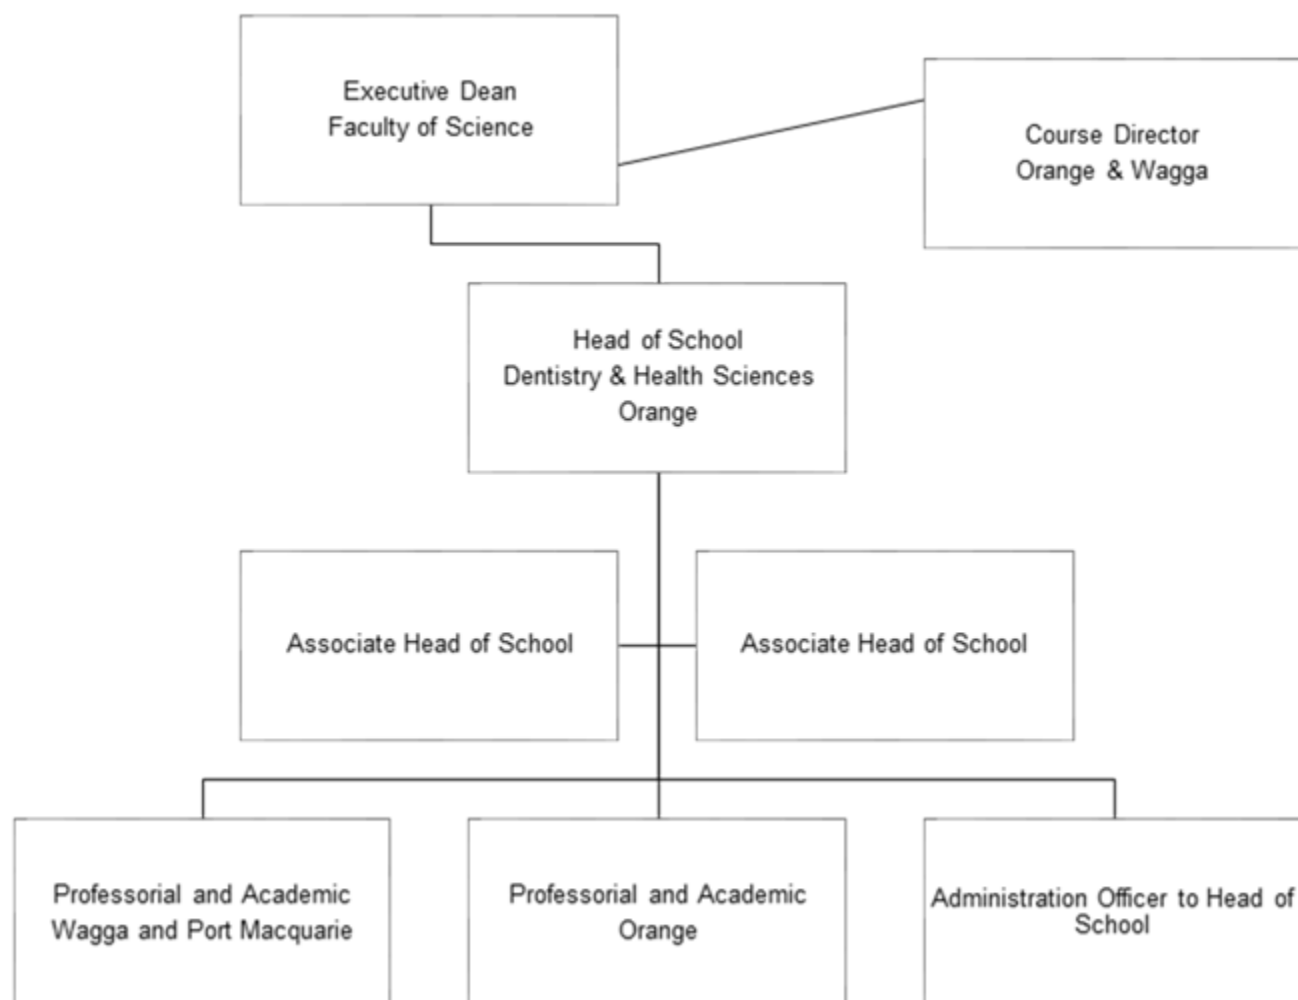 Executive Dean
Faculty of Science
Course Director
Orange & Wagga
Head of School
Dentistry & Health Sciences
Orange
Associate Head of School
Associate Head of School
Professorial and Academic
Wagga and Port Macquarie
Professorial and Academic
Orange
Administration Officer to Head of
School